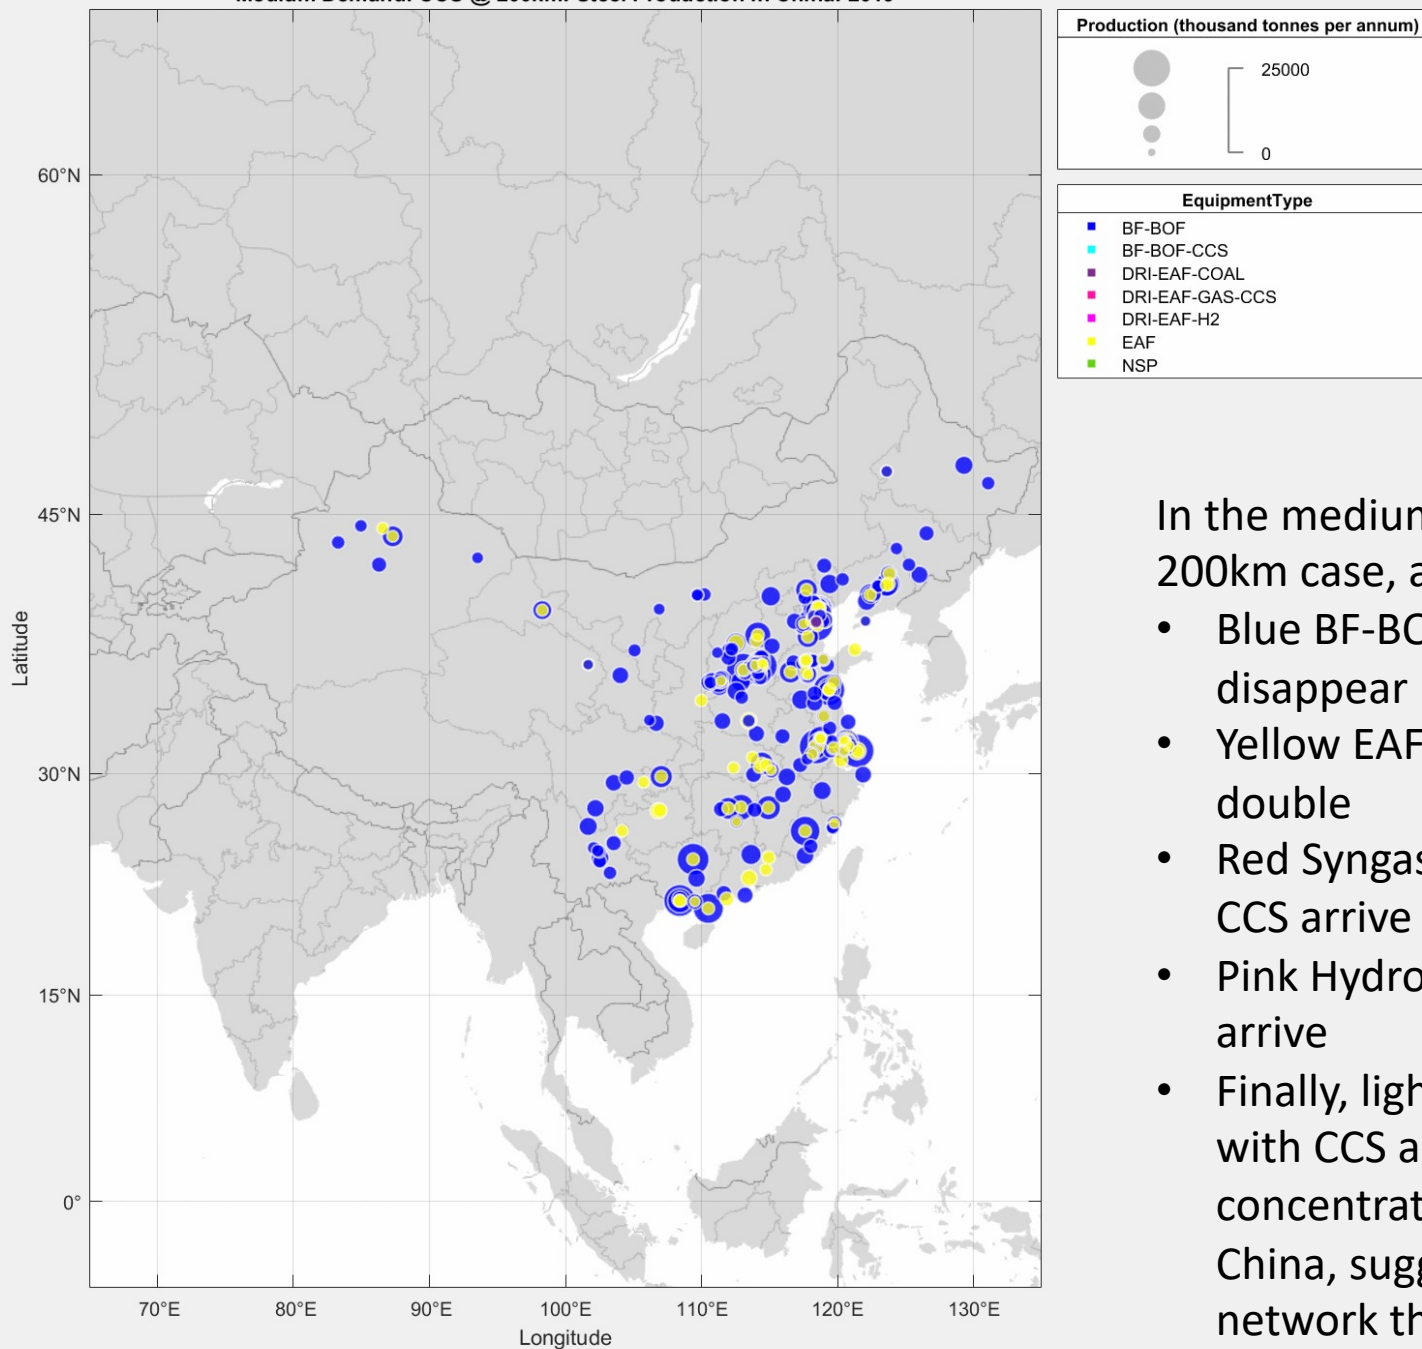 Production (thousand tonnes per annum)
25000
0
EquipmentType
BF-BOF
BF-BOF-CCS
DRI-EAF-COAL
DRI-EAF-GAS-CCS
DRI-EAF-H2
EAF
NSP
60°N
45°N
30°N
15°N
0°
Latitude
70°E
80°E
90°E
100°E
110°E
120°E
130°E
Longitude
In the medium
200km case, a
• Blue BF-BO
disappear
• Yellow EAF
double
• Red Syngas
CCS arrive
• Pink Hydro
arrive
• Finally, ligh
with CCS a
concentrat
China, sugg
network th